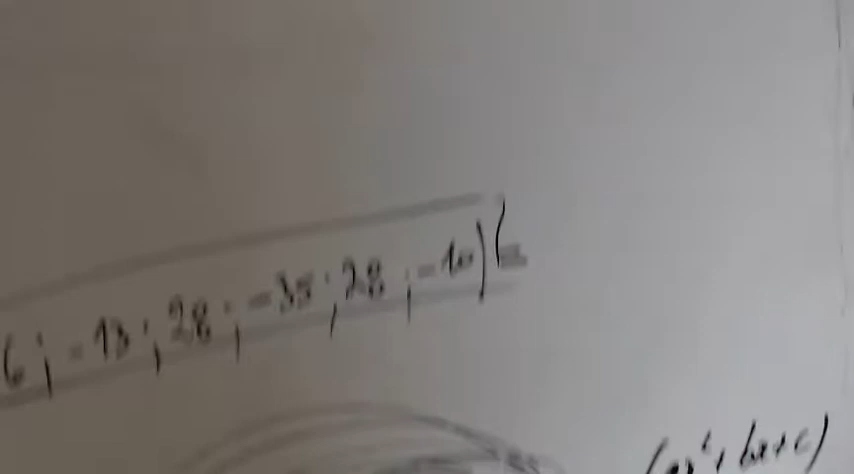 6 ; -13 ; 28 ; -35 ; 28 ; -10)
(ax² + bx + c)